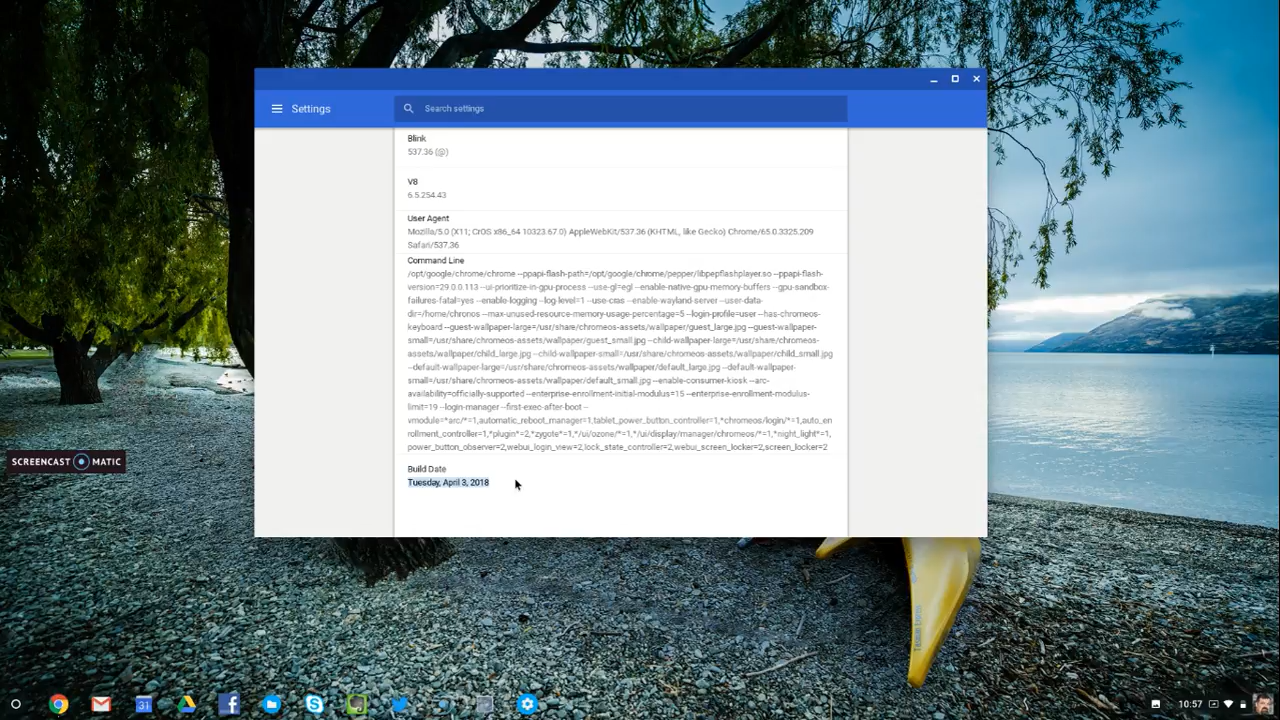 Settings
Search settings
Blink
537.36 (@)
V8
6.5.254.43
User Agent
Mozilla/5.0 (X11; CrOS x86_64 10323.67.0) AppleWebKit/537.36 (KHTML, like Gecko) Chrome/65.0.3325.209
Safari/537.36
Command Line
/opt/google/chrome/chrome --ppapi-flash-path=/opt/google/chrome/pepper/libpepflashplayer.so --ppapi-flash-
version=29.0.0.113 --ui-prioritize-in-gpu-process --use-gl=egl --enable-native-gpu-memory-buffers --gpu-sandbox-
failures-fatal=yes --enable-logging --log-level=1 --use-cras --enable-wayland-server --user-data-
dir=/home/chronos --max-unused-resource-memory-usage-percentage=5 --login-profile=user --has-chromeos-
keyboard --guest-wallpaper-large=/usr/share/chromeos-assets/wallpaper/guest_large.jpg --guest-wallpaper-
small=/usr/share/chromeos-assets/wallpaper/guest_small.jpg --child-wallpaper-large=/usr/share/chromeos-
assets/wallpaper/child_large.jpg --child-wallpaper-small=/usr/share/chromeos-assets/wallpaper/child_small.jpg
--default-wallpaper-large=/usr/share/chromeos-assets/wallpaper/default_large.jpg --default-wallpaper-
small=/usr/share/chromeos-assets/wallpaper/default_small.jpg --enable-consumer-kiosk --arc-
availability=officially-supported --enterprise-enrollment-initial-modulus=15 --enterprise-enrollment-modulus-
limit=19 --login-manager --first-exec-after-boot --
vmodule=*arc/*=1,automatic_reboot_manager=1,tablet_power_button_controller=1,*chromeos/login/*=1,auto_en
rollment_controller=1,*plugin*=2,*zygote*=1,*/ui/ozone/*=1,*/ui/display/manager/chromeos/*=1,*night_light*=1,
power_button_observer=2,webui_login_view=2,lock_state_controller=2,webui_screen_locker=2,screen_locker=2
Build Date
Tuesday, April 3, 2018
SCREENCAST MATIC
31
10:57